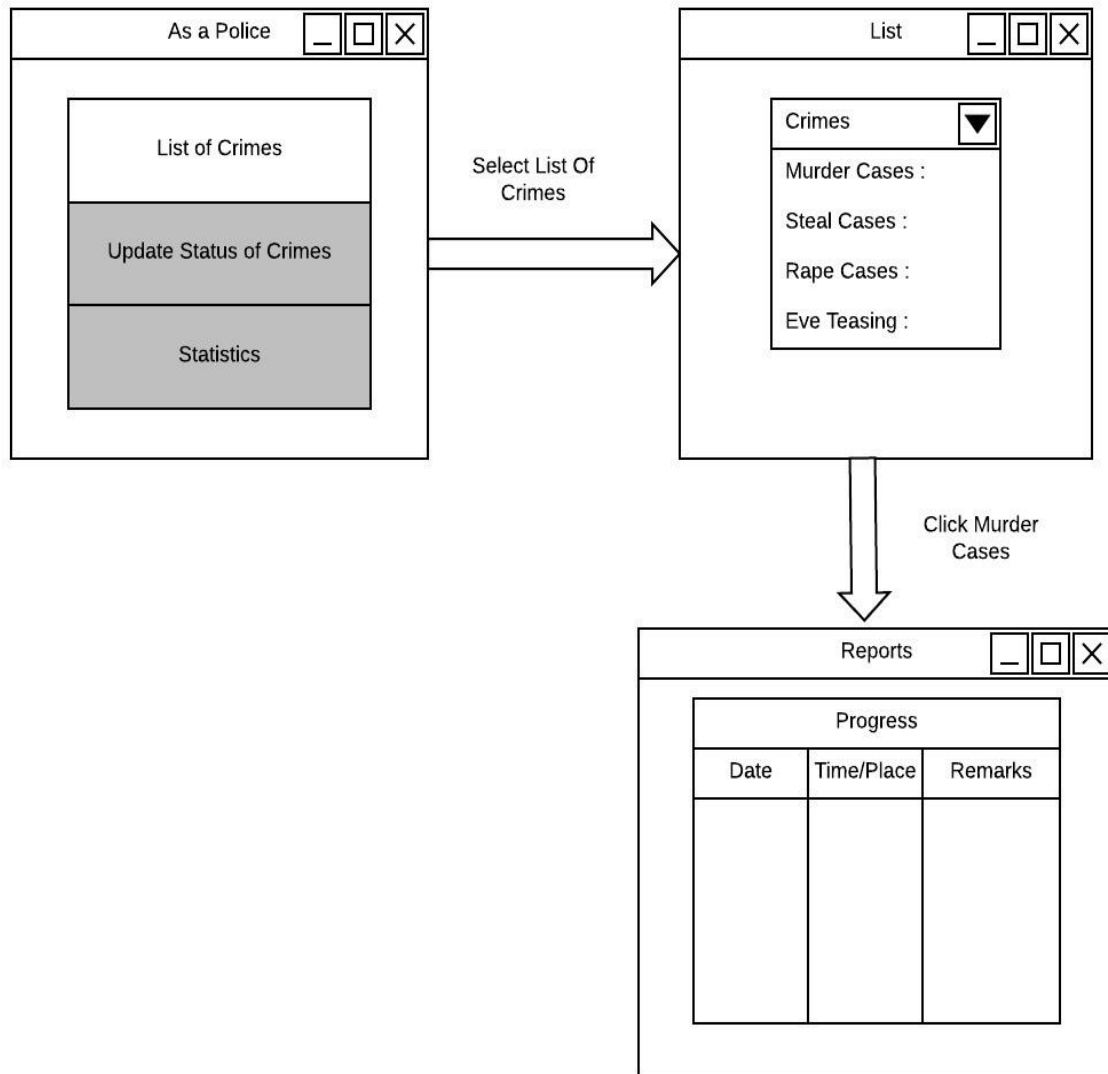 As a Police
List of Crimes
Update Status of Crimes
Statistics
Select List Of
Crimes
List
Crimes
Murder Cases :
Steal Cases :
Rape Cases :
Eve Teasing :
Click Murder
Cases
Reports
Progress
Date Time/Place Remarks